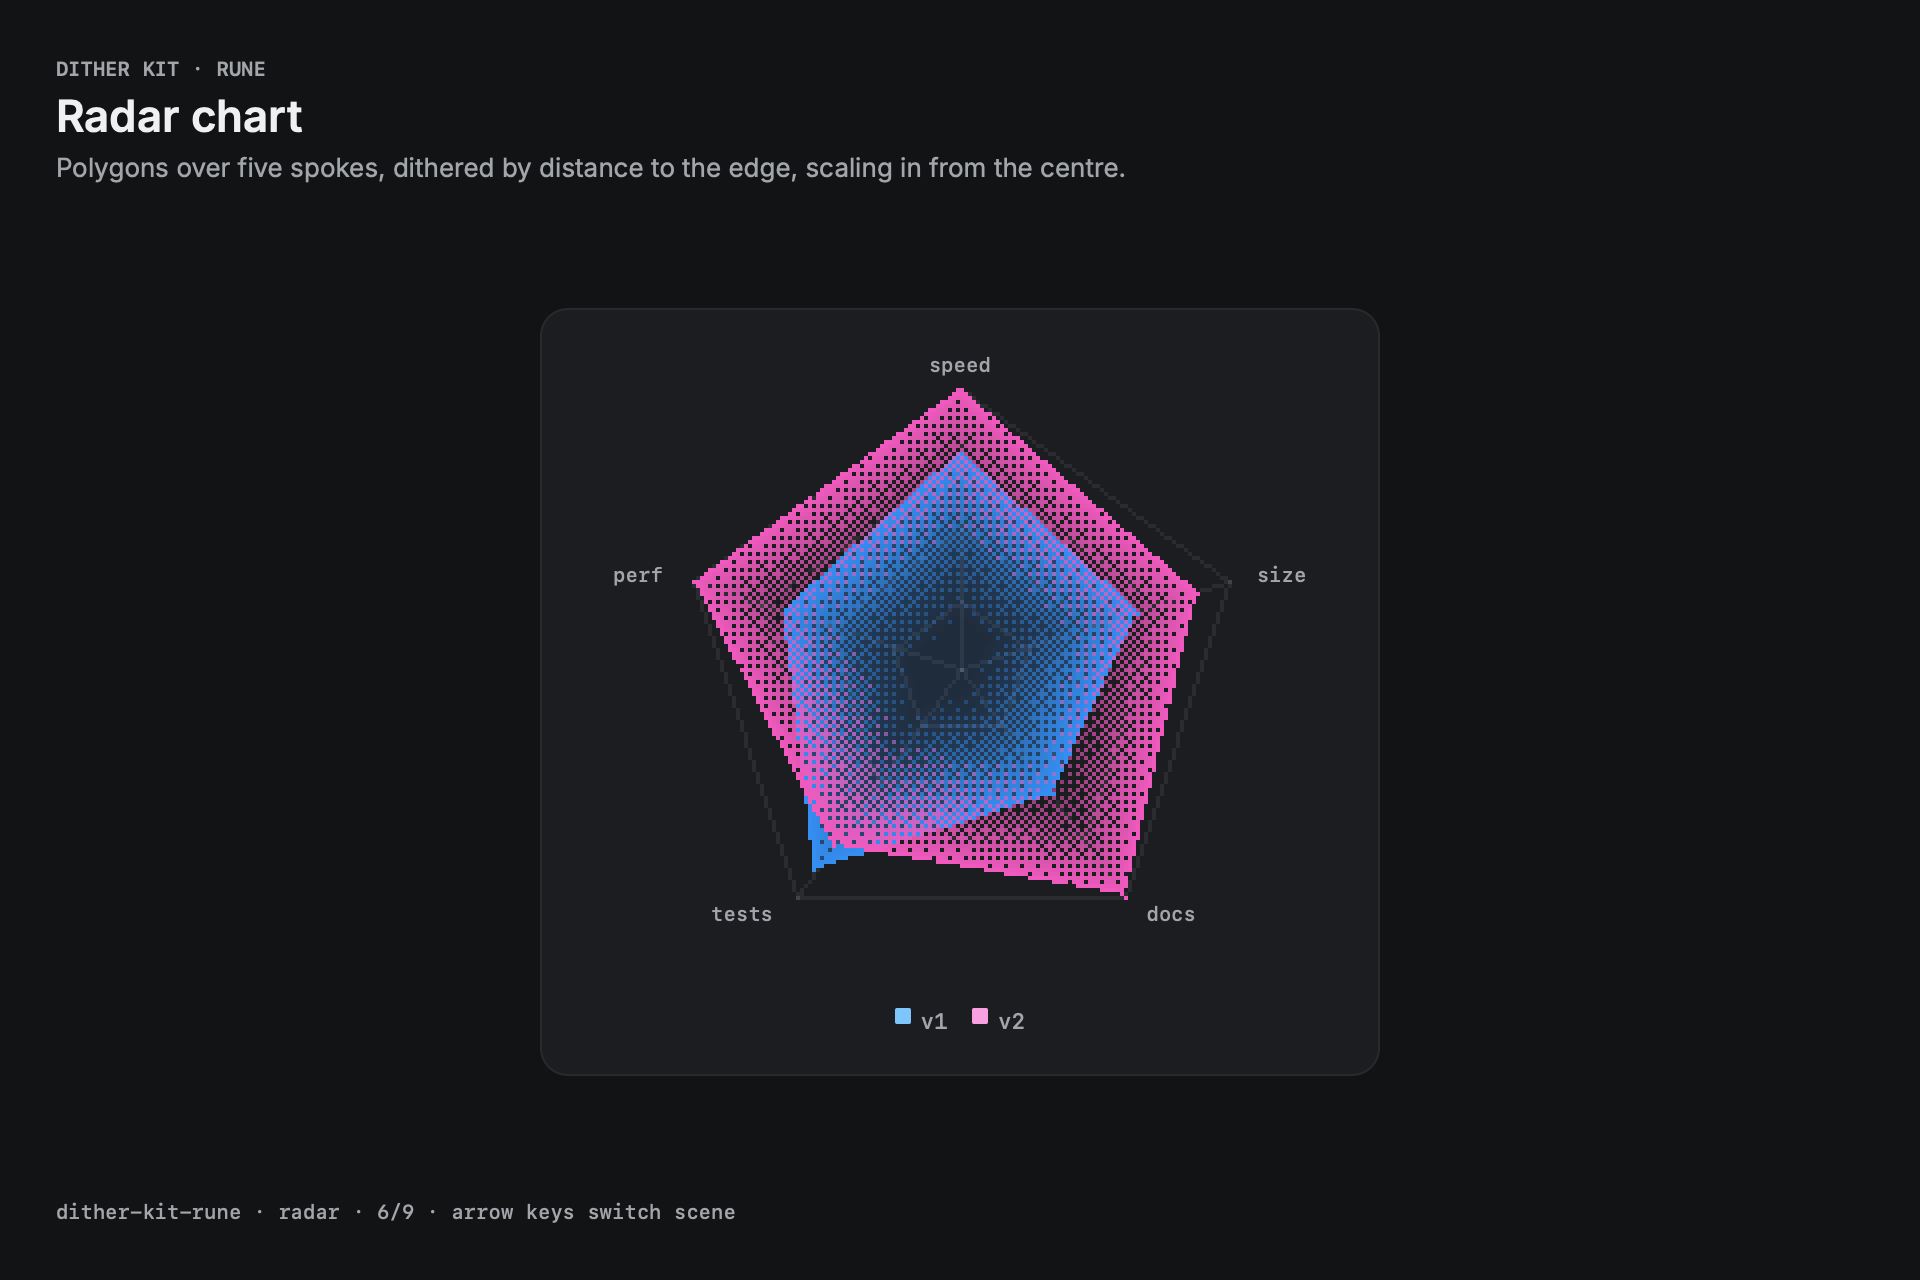 DITHER KIT · RUNE
Radar chart
Polygons over five spokes, dithered by distance to the edge, scaling in from the centre.
speed
perf
size
tests
docs
v1 v2
dither-kit-rune · radar · 6/9 · arrow keys switch scene